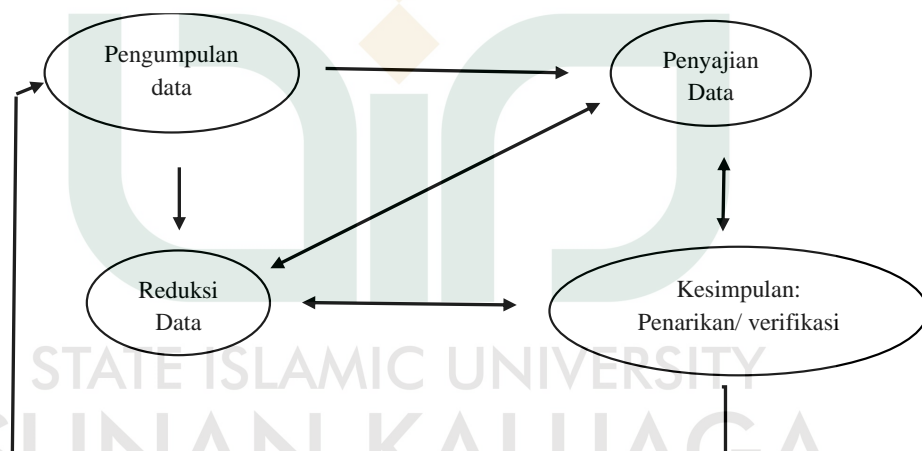 Pengumpulan
data
Penyajian
Data
Reduksi
Data
Kesimpulan:
Penarikan/ verifikasi
STATE ISLAMIC UNIVERSITY
SUNAN KALIJAGA